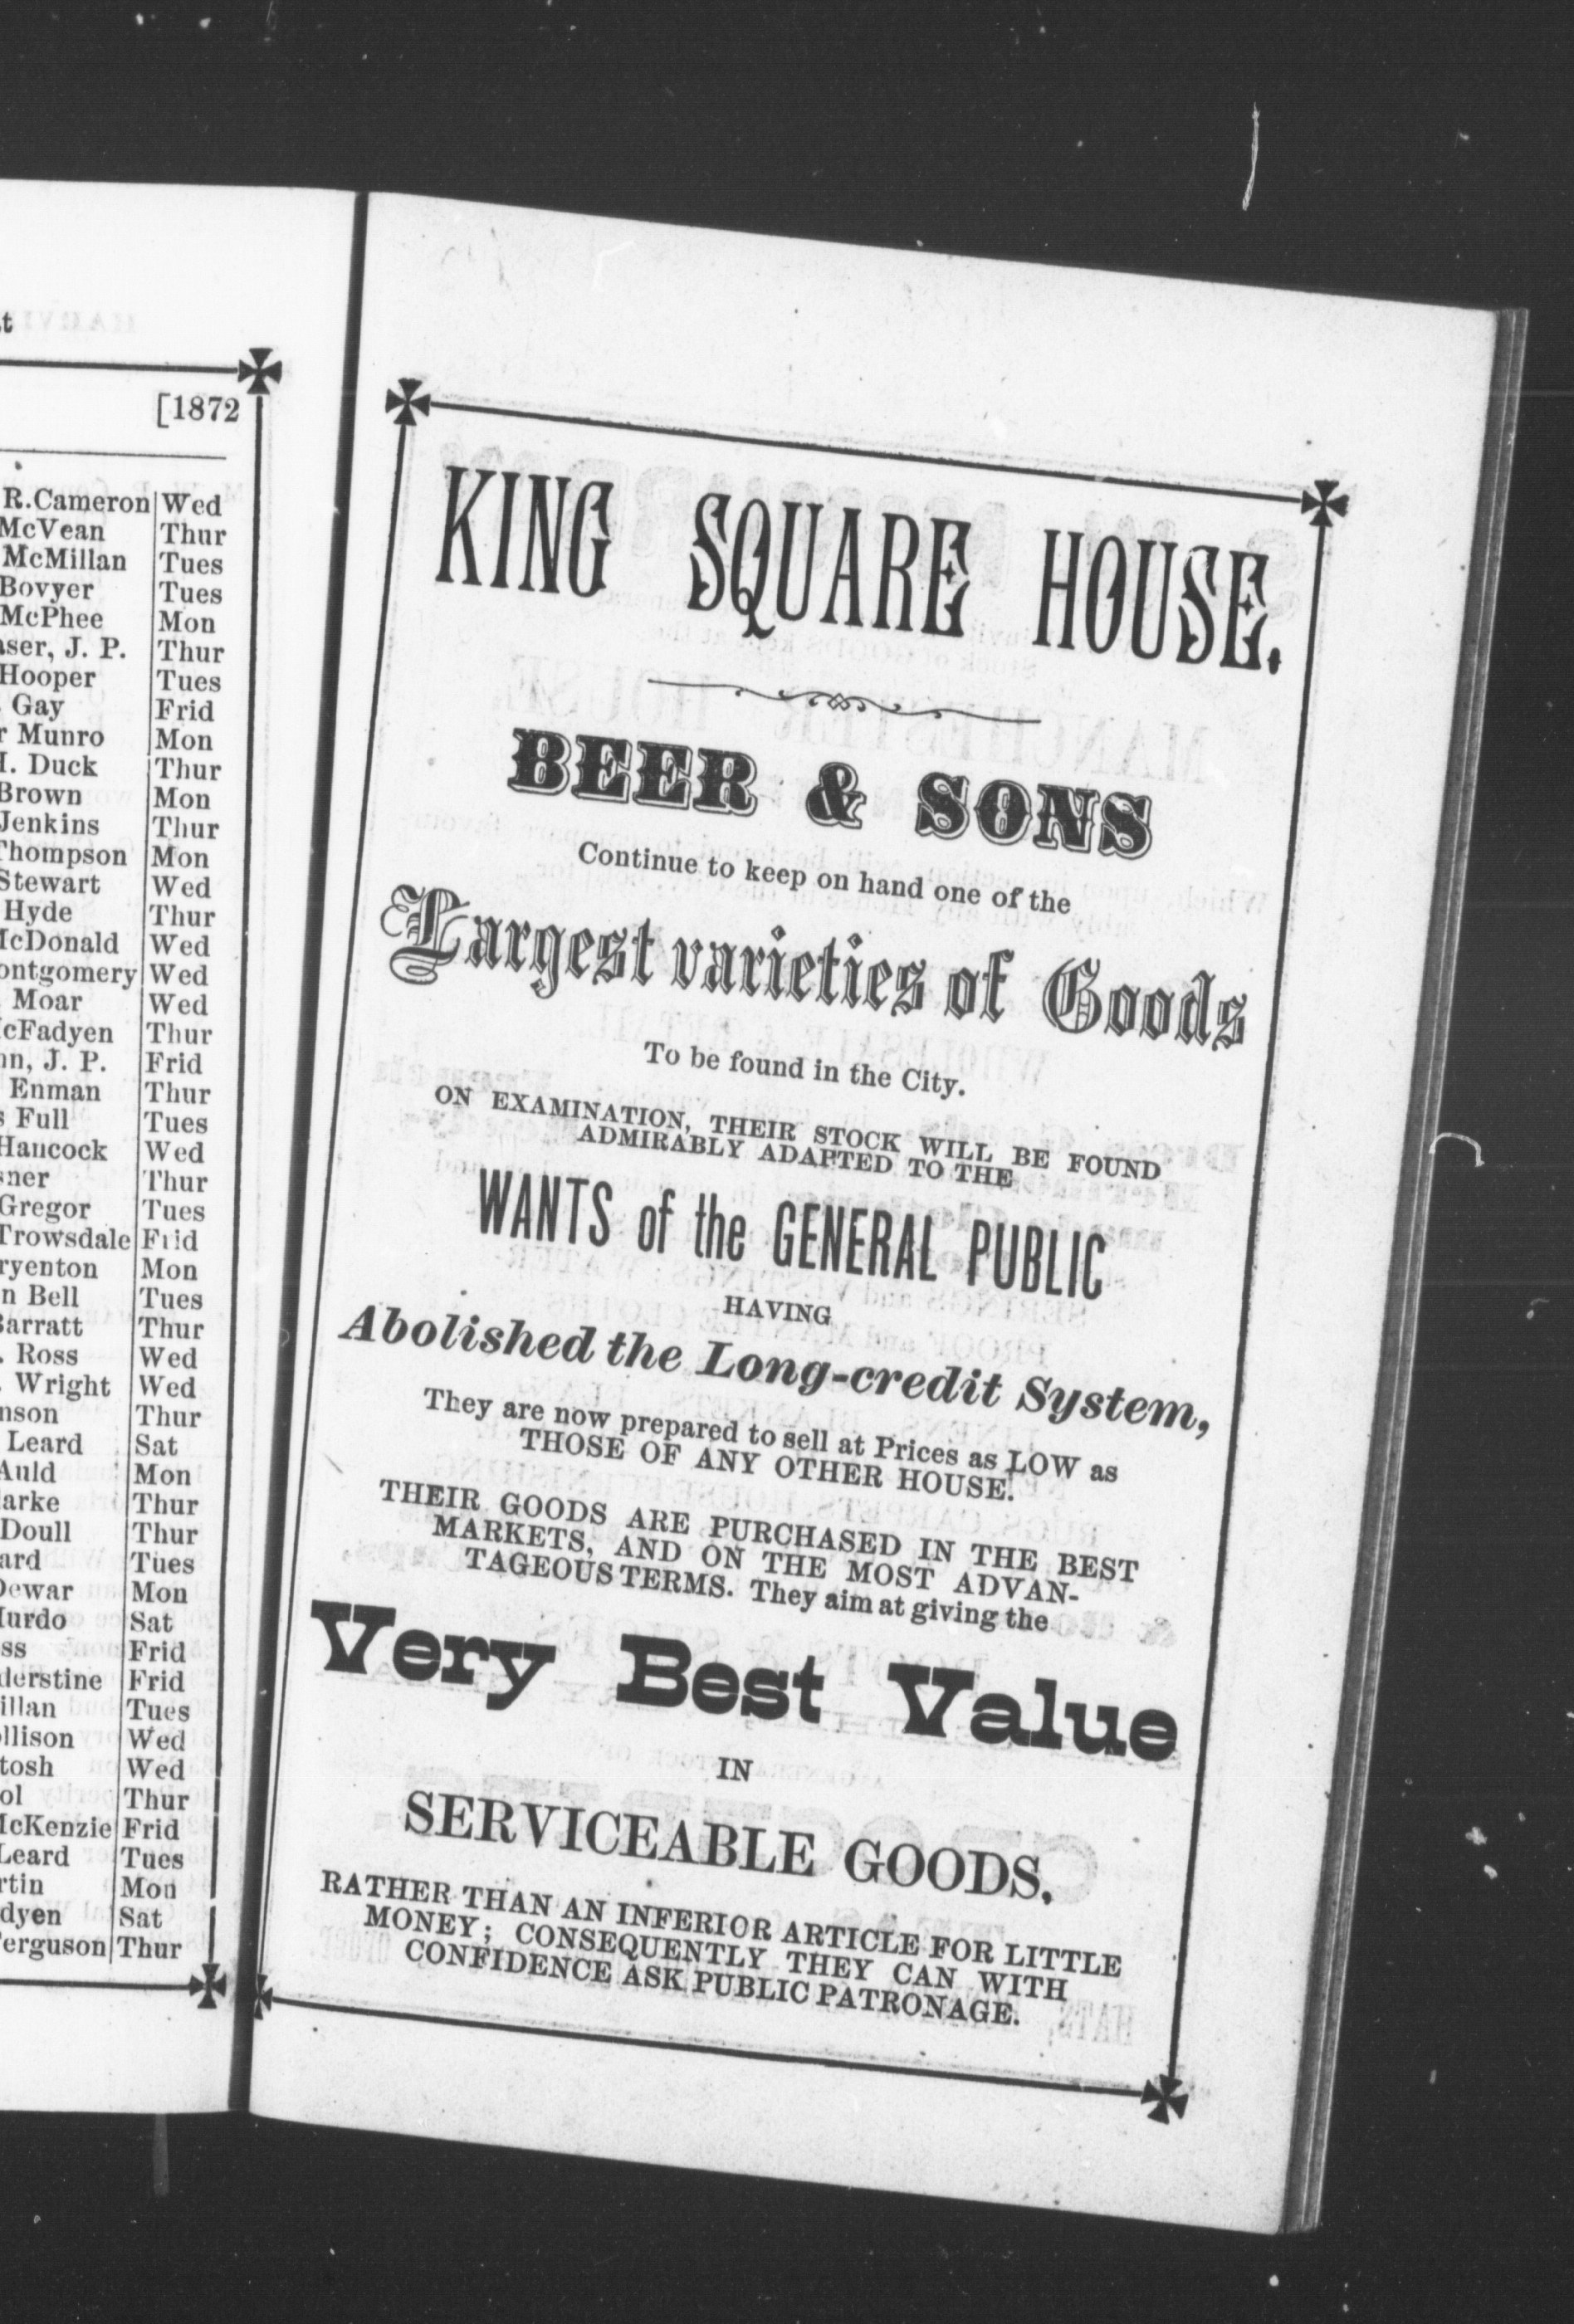 [1872
R.Cameron Wed
McVean Thur
McMillan Tues
Bovyer Tues
McPhee Mon
J. P. Thur
Hooper Tues
Gay Frid
Munro Mon
Duck Thur
Brown Mon
Jenkins Thur
Thompson Mon
Stewart Wed
Hyde Thur
McDonald Wed
ontgomery Wed
Moar Wed
cFadyen Thur
J. P. Frid
Enman Thur
Full Tues
Hancock Wed
sner Thur
Gregor Tues
Trowsdale Frid
ryenton Mon
n Bell Tues
Barratt Thur
Ross Wed
Wright Wed
nson Thur
Leard Sat
Auld Mon
larke Thur
Doull Thur
ard Tues
Dewar Mon
Murdo Sat
ss Frid
derstine Frid
illan Tues
ollison Wed
tosh Wed
ol Thur
McKenzie Frid
Leard Tues
rtin Mon
dyen Sat
erguson Thur
KING SQUARE HOUSE.
BEER & SONS
Continue to keep on hand one of the
Largest varieties of Goods
To be found in the City.
ON EXAMINATION, THEIR STOCK WILL BE FOUND
ADMIRABLY ADAPTED TO THE
WANTS of the GENERAL PUBLIC
HAVING
Abolished the Long-credit System,
They are now prepared to sell at Prices as LOW as
THOSE OF ANY OTHER HOUSE.
THEIR GOODS ARE PURCHASED IN THE BEST
MARKETS, AND ON THE MOST ADVAN-
TAGEOUS TERMS. They aim at giving the
Very Best Value
IN
SERVICEABLE GOODS,
RATHER THAN AN INFERIOR ARTICLE FOR LITTLE
MONEY; CONSEQUENTLY THEY CAN WITH
CONFIDENCE ASK PUBLIC PATRONAGE.